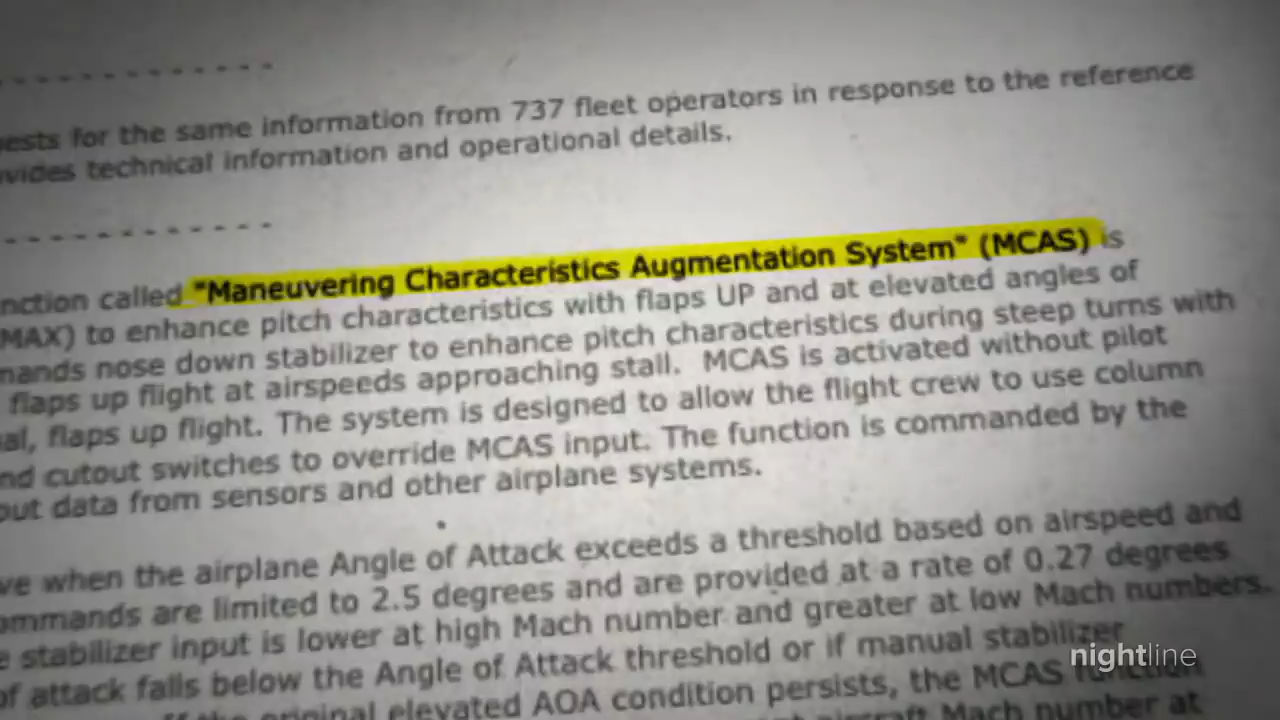 - - - - - - - - - - - - -
ests for the same information from 737 fleet operators in response to the reference
vides technical information and operational details.
- - - - - - - - - - - - -
nction called "Maneuvering Characteristics Augmentation System" (MCAS) is
MAX) to enhance pitch characteristics with flaps UP and at elevated angles of
mands nose down stabilizer to enhance pitch characteristics during steep turns with
flaps up flight at airspeeds approaching stall. MCAS is activated without pilot
al, flaps up flight. The system is designed to allow the flight crew to use column
nd cutout switches to override MCAS input. The function is commanded by the
out data from sensors and other airplane systems.
ve when the airplane Angle of Attack exceeds a threshold based on airspeed and
ommands are limited to 2.5 degrees and are provided at a rate of 0.27 degrees
e stabilizer input is lower at high Mach number and greater at low Mach numbers.
of attack falls below the Angle of Attack threshold or if manual stabilizer
If the original elevated AOA condition persists, the MCAS function
aircraft Mach number at
nightline